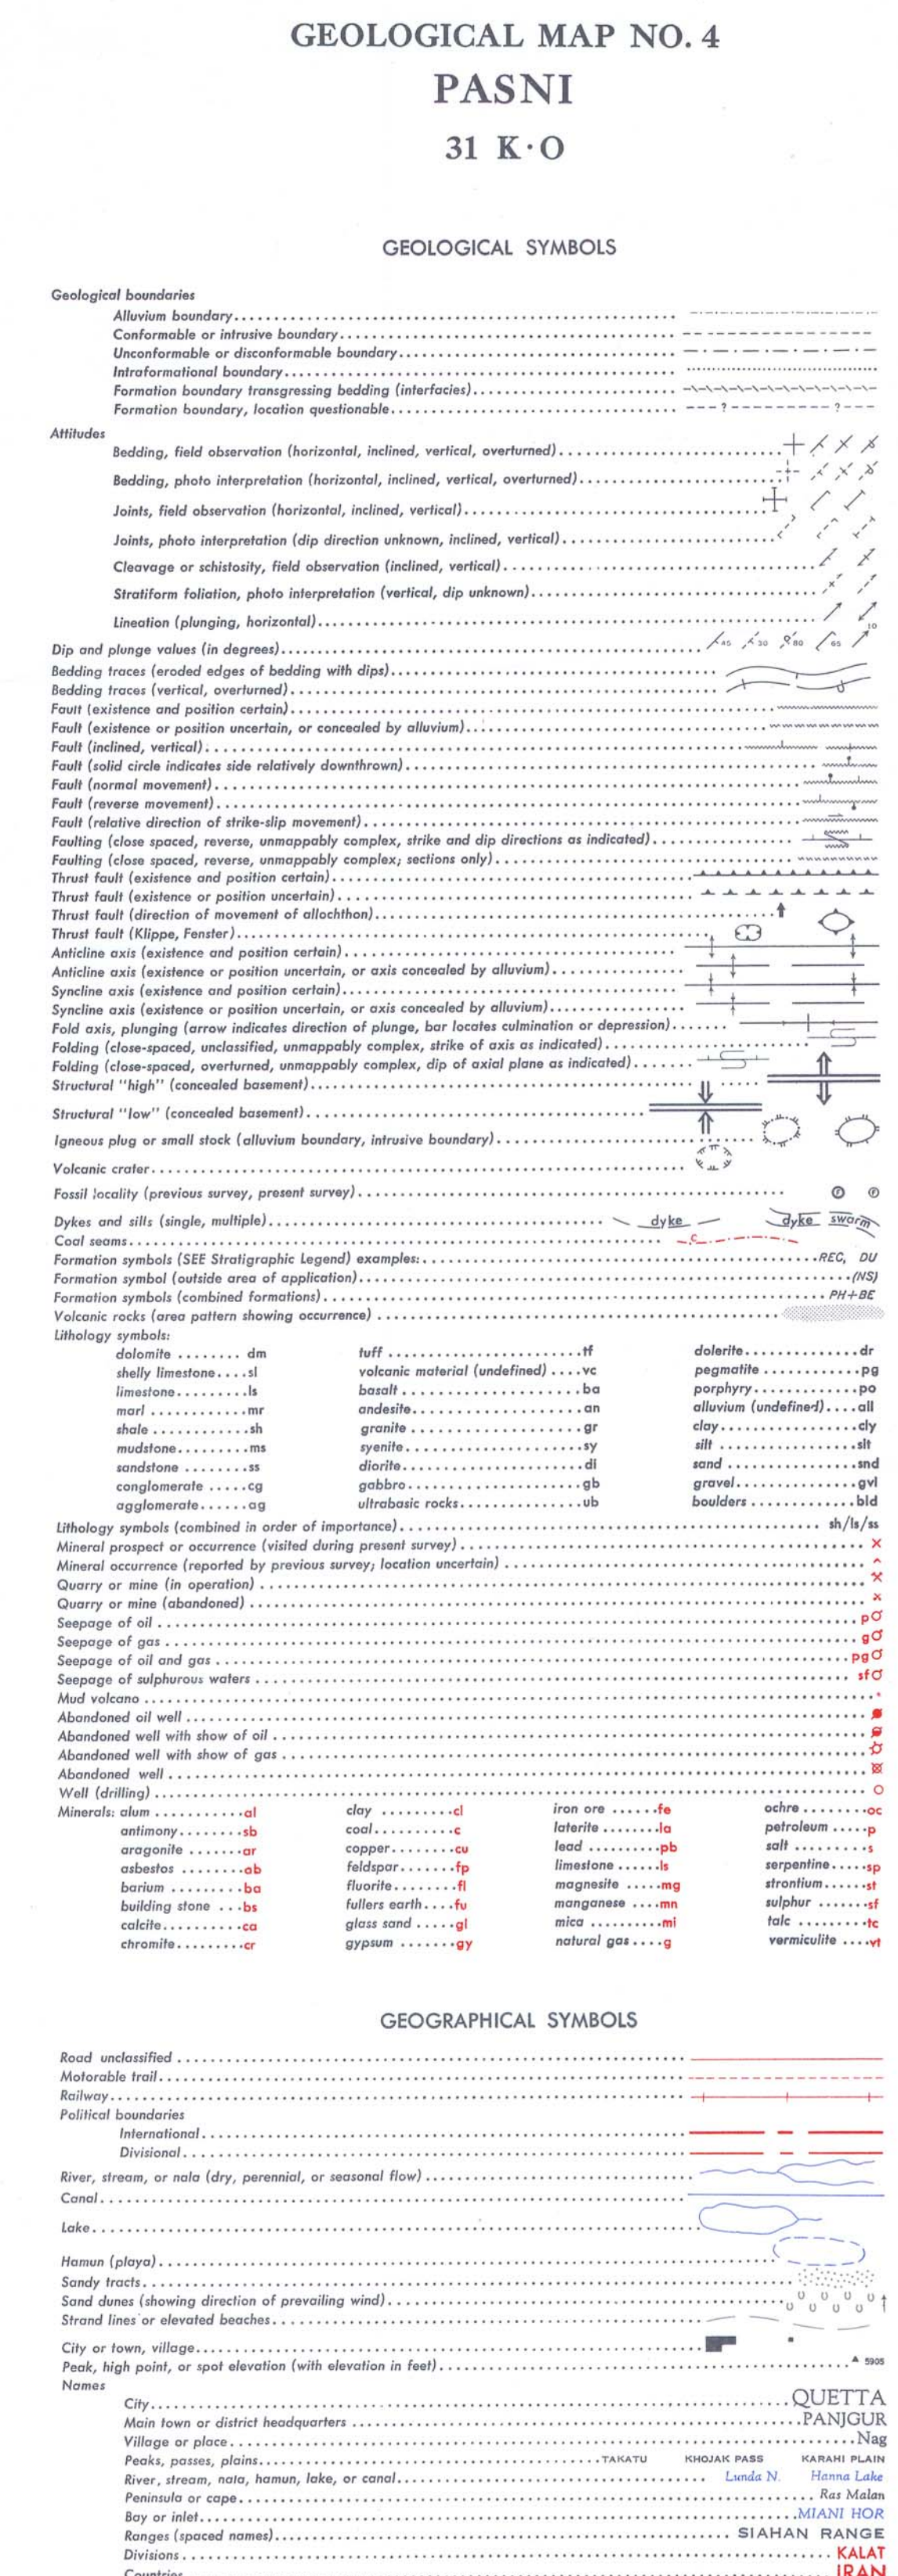 GEOLOGICAL MAP NO. 4
PASNI
31 K·O
GEOLOGICAL SYMBOLS
Geological boundaries
Alluvium boundary
Conformable or intrusive boundary
Unconformable or disconformable boundary
Intraformational boundary
Formation boundary transgressing bedding (interfacies)
Formation boundary, location questionable ? ?
Attitudes
Bedding, field observation (horizontal, inclined, vertical, overturned)
Bedding, photo interpretation (horizontal, inclined, vertical, overturned)
Joints, field observation (horizontal, inclined, vertical)
Joints, photo interpretation (dip direction unknown, inclined, vertical)
Cleavage or schistosity, field observation (inclined, vertical)
Stratiform foliation, photo interpretation (vertical, dip unknown)
Lineation (plunging, horizontal)
Dip and plunge values (in degrees) 45 30 80 65 10
Bedding traces (eroded edges of bedding with dips)
Bedding traces (vertical, overturned)
Fault (existence and position certain)
Fault (existence or position uncertain, or concealed by alluvium)
Fault (inclined, vertical)
Fault (solid circle indicates side relatively downthrown)
Fault (normal movement)
Fault (reverse movement)
Fault (relative direction of strike-slip movement)
Faulting (close spaced, reverse, unmappably complex, strike and dip directions as indicated)
Faulting (close spaced, reverse, unmappably complex; sections only)
Thrust fault (existence and position certain)
Thrust fault (existence or position uncertain)
Thrust fault (direction of movement of allochthon)
Thrust fault (Klippe, Fenster)
Anticline axis (existence and position certain)
Anticline axis (existence or position uncertain, or axis concealed by alluvium)
Syncline axis (existence and position certain)
Syncline axis (existence or position uncertain, or axis concealed by alluvium)
Fold axis, plunging (arrow indicates direction of plunge, bar locates culmination or depression)
Folding (close-spaced, unclassified, unmappably complex, strike of axis as indicated)
Folding (close-spaced, overturned, unmappably complex, dip of axial plane as indicated)
Structural "high" (concealed basement)
Structural "low" (concealed basement)
Igneous plug or small stock (alluvium boundary, intrusive boundary)
Volcanic crater
Fossil locality (previous survey, present survey)
Dykes and sills (single, multiple) dyke dyke swarm
Coal seams c
Formation symbols (SEE Stratigraphic Legend) examples: REC, DU
Formation symbol (outside area of application) (NS)
Formation symbols (combined formations) PH+BE
Volcanic rocks (area pattern showing occurrence)
Lithology symbols:
dolomite dm tuff tf dolerite dr
shelly limestone sl volcanic material (undefined) vc pegmatite pg
limestone ls basalt ba porphyry po
marl mr andesite an alluvium (undefined) all
shale sh granite gr clay cly
mudstone ms syenite sy silt slt
sandstone ss diorite di sand snd
conglomerate cg gabbro gb gravel gvl
agglomerate ag ultrabasic rocks ub boulders bld
Lithology symbols (combined in order of importance) sh/ls/ss
Mineral prospect or occurrence (visited during present survey)
Mineral occurrence (reported by previous survey; location uncertain)
Quarry or mine (in operation)
Quarry or mine (abandoned)
Seepage of oil p
Seepage of gas g
Seepage of oil and gas pg
Seepage of sulphurous waters sf
Mud volcano
Abandoned oil well
Abandoned well with show of oil
Abandoned well with show of gas
Abandoned well
Well (drilling)
Minerals: alum al clay cl iron ore fe ochre oc
antimony sb coal c laterite la petroleum p
aragonite ar copper cu lead pb salt s
asbestos ab feldspar fp limestone ls serpentine sp
barium ba fluorite fl magnesite mg strontium st
building stone bs fullers earth fu manganese mn sulphur sf
calcite ca glass sand gl mica mi talc tc
chromite cr gypsum gy natural gas g vermiculite vt
GEOGRAPHICAL SYMBOLS
Road unclassified
Motorable trail
Railway
Political boundaries
International
Divisional
River, stream, or nala (dry, perennial, or seasonal flow)
Canal
Lake
Hamun (playa)
Sandy tracts
Sand dunes (showing direction of prevailing wind)
Strand lines or elevated beaches
City or town, village
Peak, high point, or spot elevation (with elevation in feet) 5905
Names
City QUETTA
Main town or district headquarters PANJGUR
Village or place Nag
Peaks, passes, plains TAKATU KHOJAK PASS KARAHI PLAIN
River, stream, nala, hamun, lake, or canal Lunda N. Hanna Lake
Peninsula or cape Ras Malan
Bay or inlet MIANI HOR
Ranges (spaced names) SIAHAN RANGE
Divisions KALAT
Countries IRAN